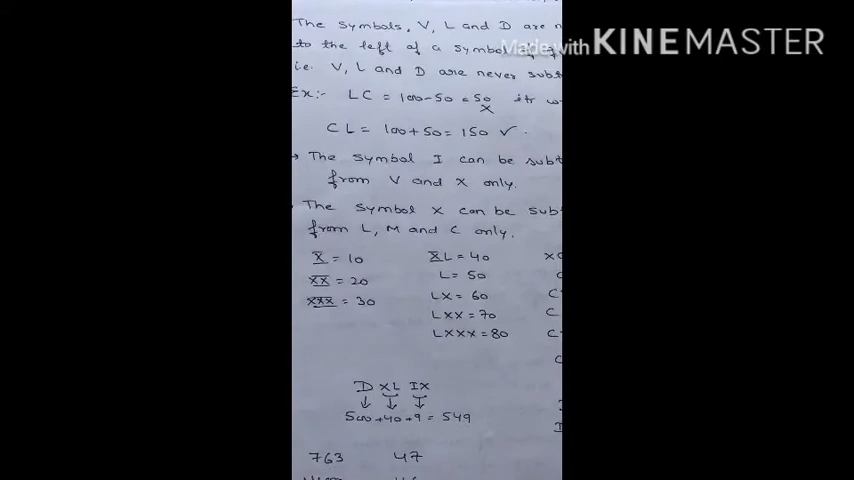 The symbols, V, L and D are
to the left of a symbol
i.e. V, L and D are never
Ex:- LC = 100-50 = 50 its
X
CL = 100 + 50 = 150 ✓.
→ The symbol I can be
from V and X only.
The symbol X can be
from L, M and C only.
X = 10 XL = 40
XX = 20 L = 50
XXX = 30 LX = 60
LXX = 70
LXXX = 80
D XL IX
500+40+9 = 549
763 47
Made with KINEMASTER